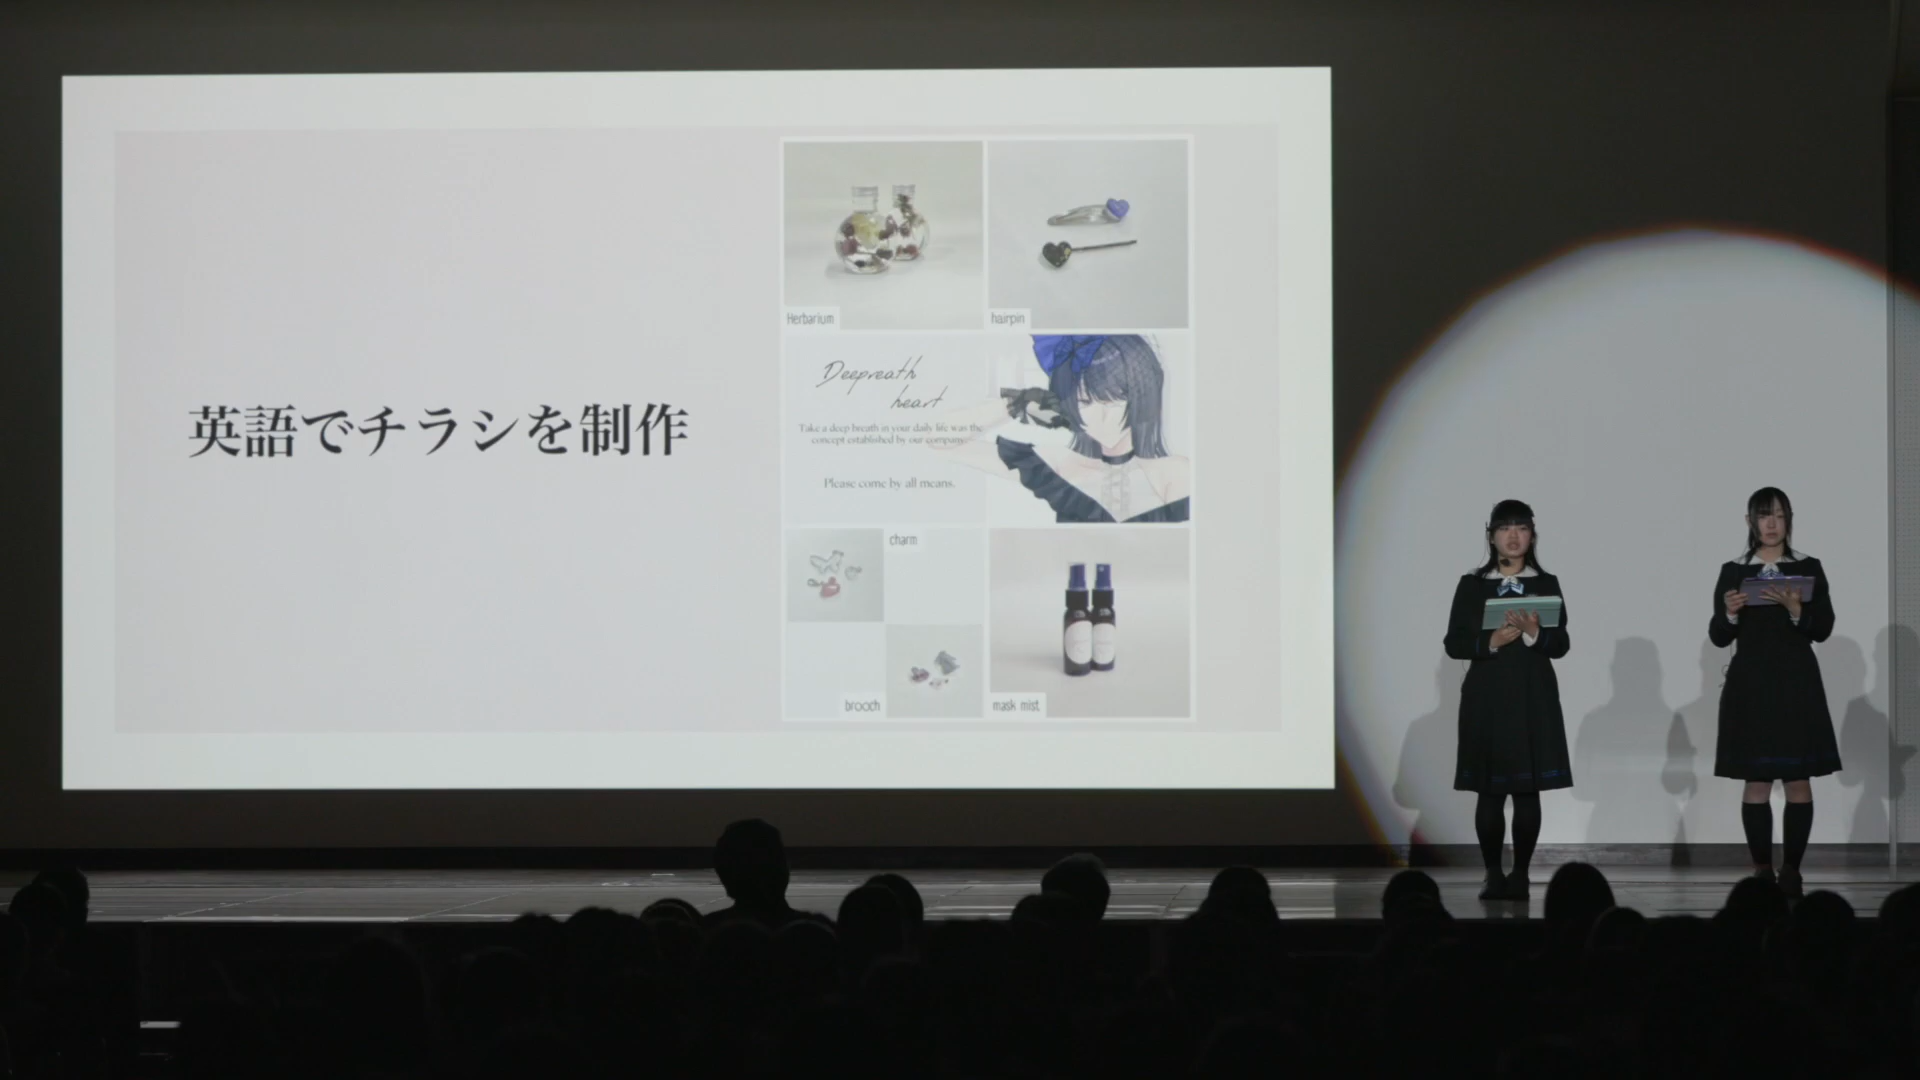 英語でチラシを制作
Herbarium
hairpin
Deepreath
heart
Take a deep breath in your daily life was the
concept established by our company.
Please come by all means.
charm
brooch
mask mist